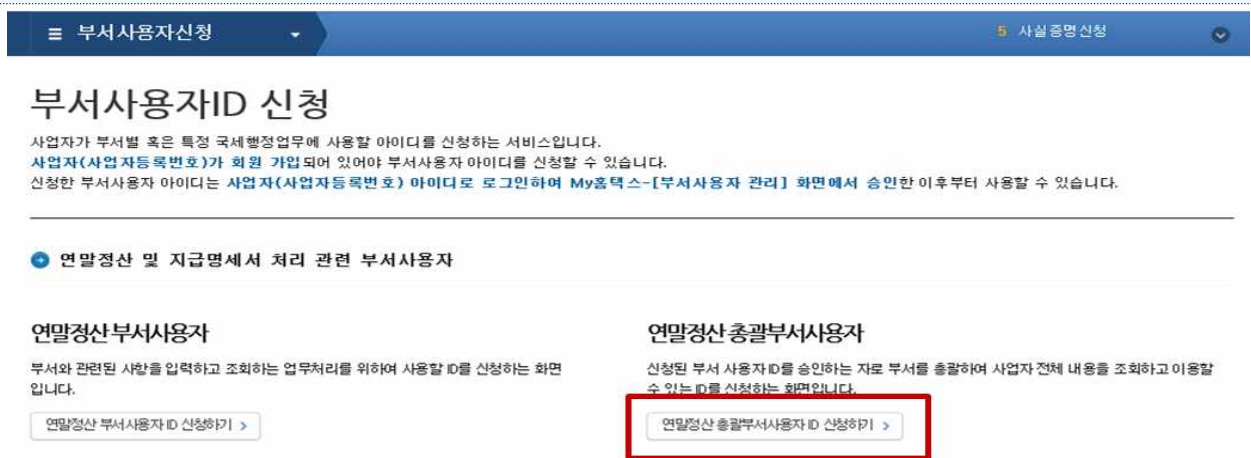 부서사용자신청
5 사실증명신청
부서사용자ID 신청
사업자가 부서별 혹은 특정 국세행정업무에 사용할 아이디를 신청하는 서비스입니다.
사업자(사업자등록번호)가 회원 가입되어 있어야 부서사용자 아이디를 신청할 수 있습니다.
신청한 부서사용자 아이디는 사업자(사업자등록번호) 아이디로 로그인하여 My홈택스-[부서사용자 관리] 화면에서 승인한 이후부터 사용할 수 있습니다.
연말정산 및 지급명세서 처리 관련 부서사용자
연말정산 부서사용자
부서와 관련된 사항을 입력하고 조회하는 업무처리를 위하여 사용할 ID를 신청하는 화면
입니다.
연말정산 부서사용자 ID 신청하기 >
연말정산 총괄부서사용자
신청된 부서 사용자 ID를 승인하는 자로 부서를 총괄하여 사업자 전체 내용을 조회하고 이용할
수 있는 ID를 신청하는 화면입니다.
연말정산 총괄부서사용자 ID 신청하기 >